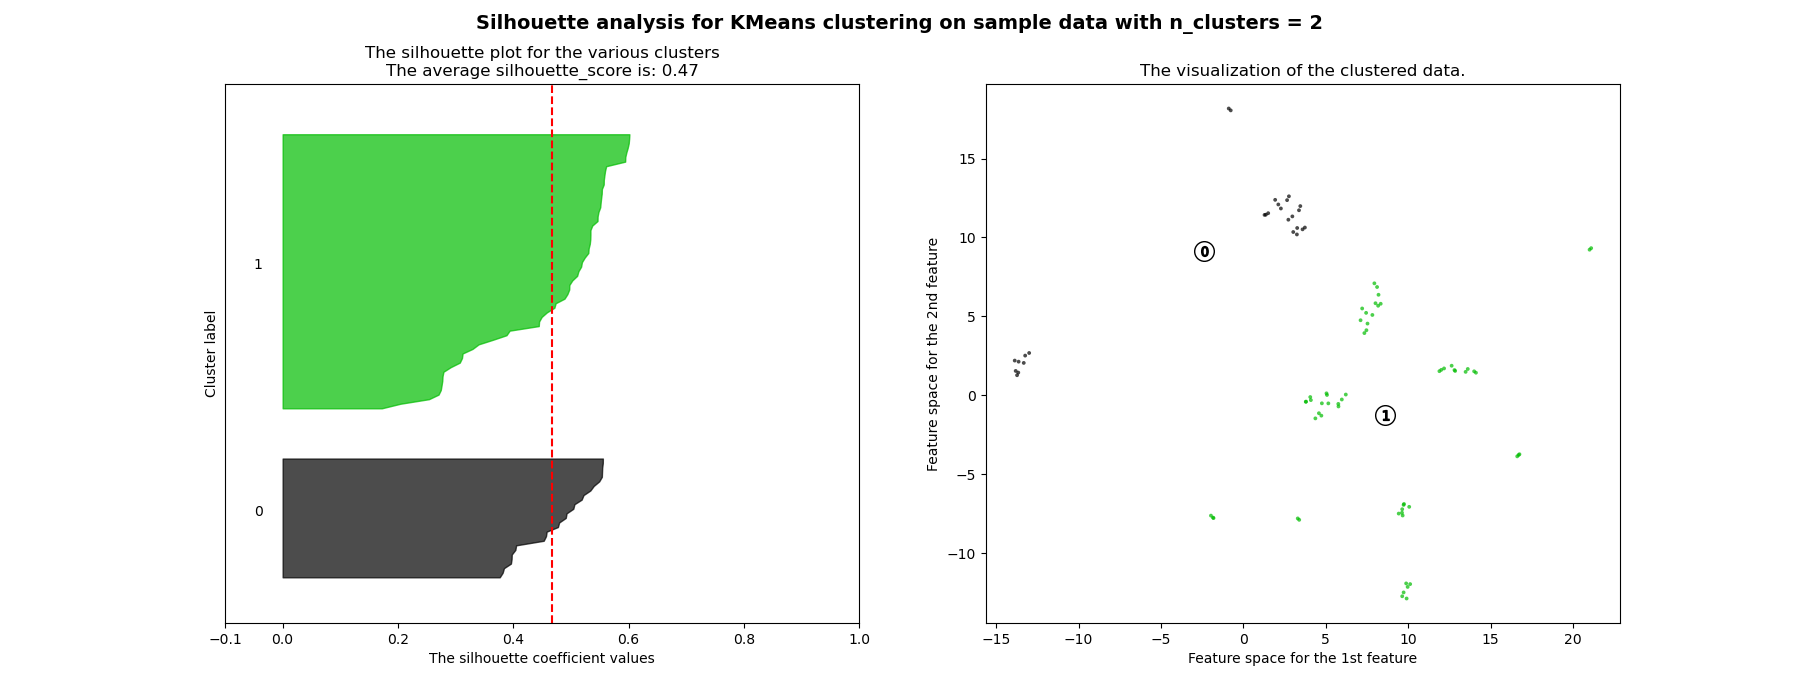 Silhouette analysis for KMeans clustering on sample data with n_clusters = 2
The silhouette plot for the various clusters
The average silhouette_score is: 0.47
1
0
Cluster label
−0.1 0.0 0.2 0.4 0.6 0.8 1.0
The silhouette coefficient values
The visualization of the clustered data.
15
10
5
0
−5
−10
Feature space for the 2nd feature
0
1
−15 −10 −5 0 5 10 15 20
Feature space for the 1st feature